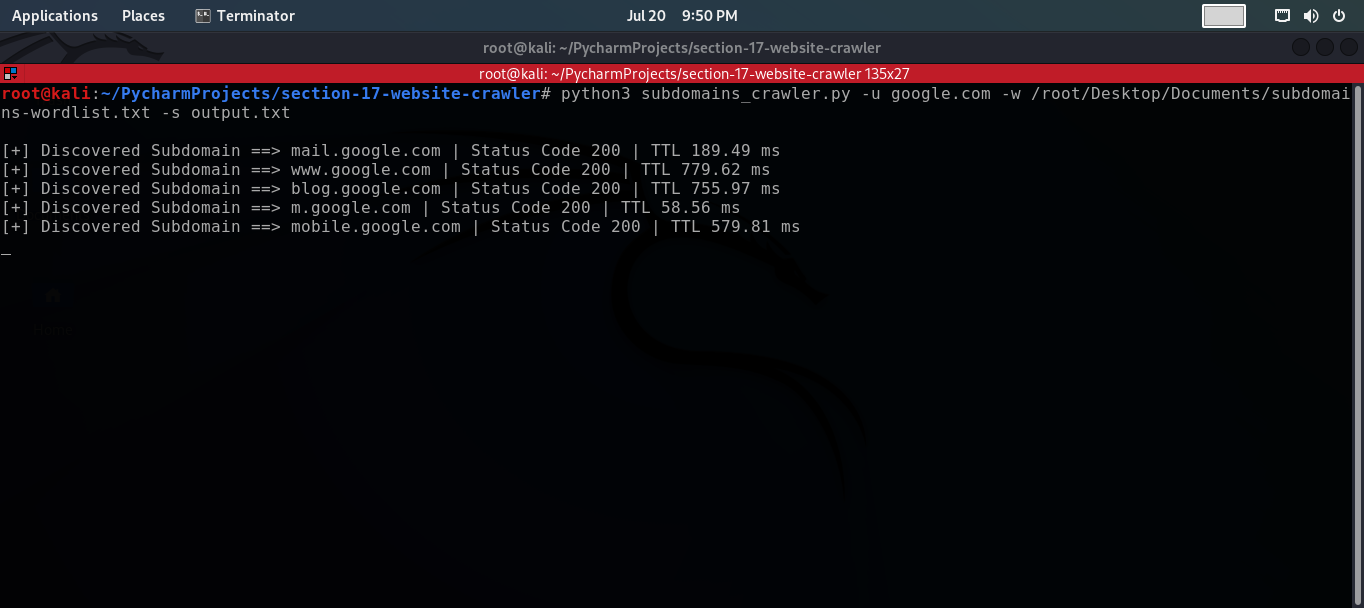 Applications Places Terminator Jul 20 9:50 PM
root@kali: ~/PycharmProjects/section-17-website-crawler
root@kali: ~/PycharmProjects/section-17-website-crawler 135x27
root@kali:~/PycharmProjects/section-17-website-crawler# python3 subdomains_crawler.py -u google.com -w /root/Desktop/Documents/subdomai
ns-wordlist.txt -s output.txt
[+] Discovered Subdomain ==> mail.google.com | Status Code 200 | TTL 189.49 ms
[+] Discovered Subdomain ==> www.google.com | Status Code 200 | TTL 779.62 ms
[+] Discovered Subdomain ==> blog.google.com | Status Code 200 | TTL 755.97 ms
[+] Discovered Subdomain ==> m.google.com | Status Code 200 | TTL 58.56 ms
[+] Discovered Subdomain ==> mobile.google.com | Status Code 200 | TTL 579.81 ms
Home